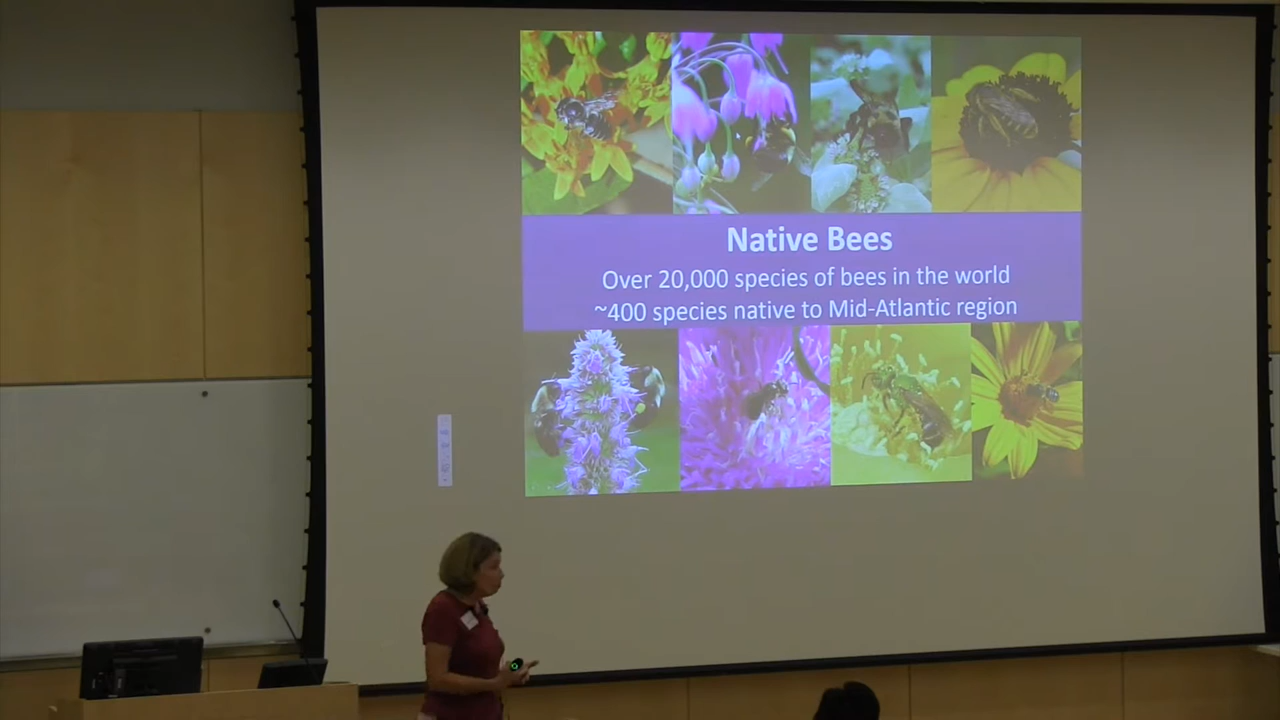 Native Bees
Over 20,000 species of bees in the world
~400 species native to Mid-Atlantic region